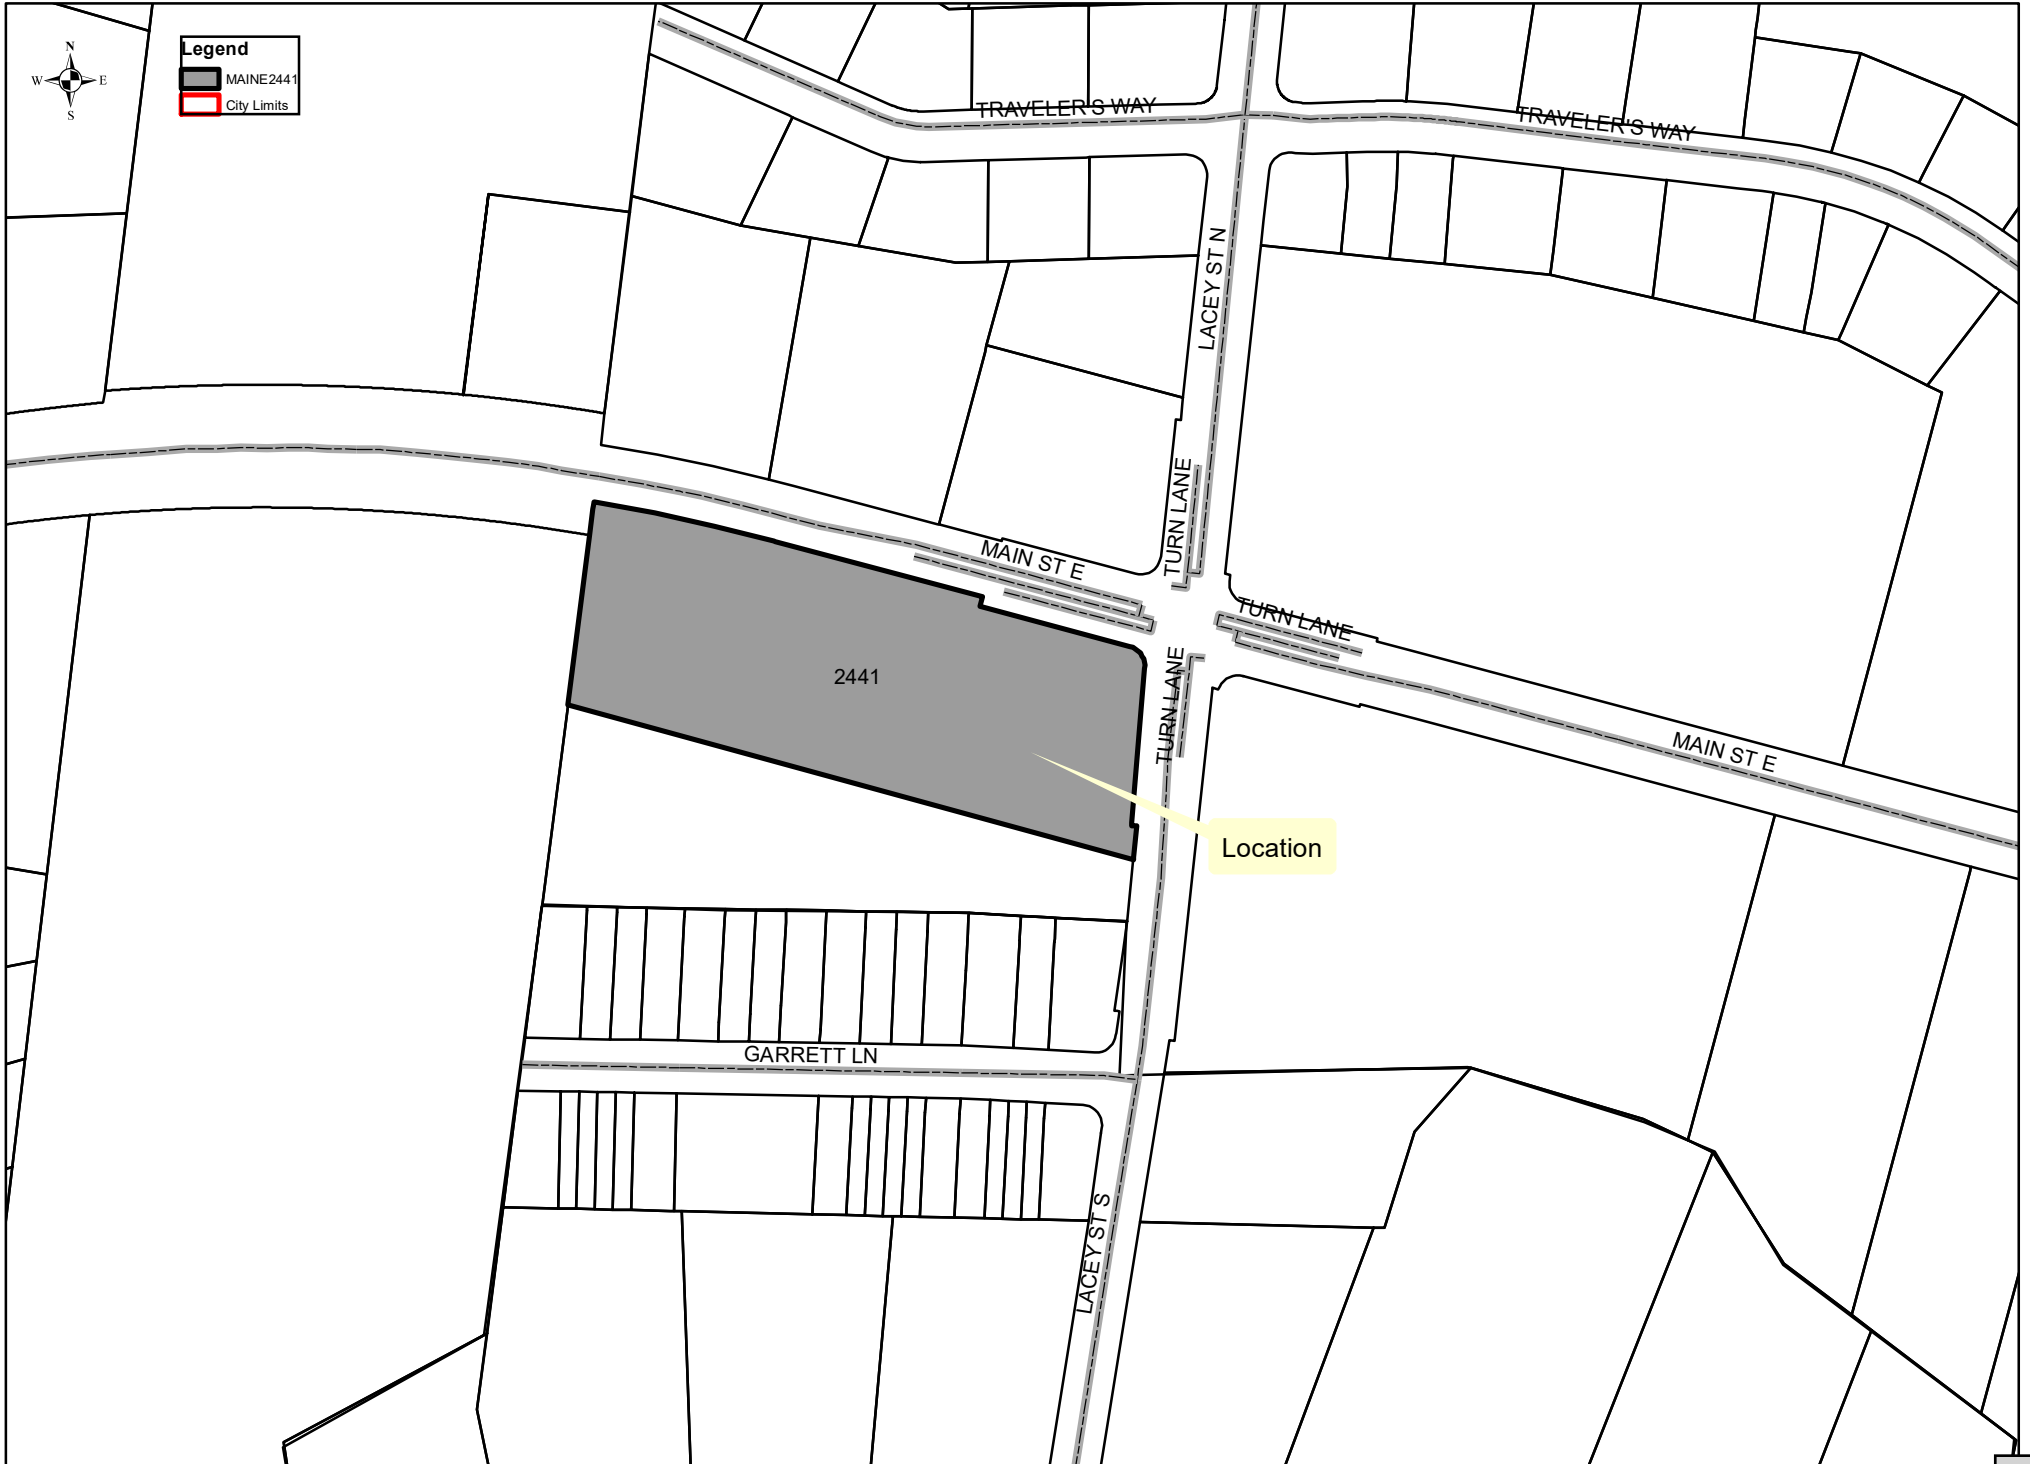 N
W E
S
Legend
MAINE2441
City Limits
TRAVELER'S WAY
TRAVELER'S WAY
LACEY ST N
TURN LANE
MAIN ST E
TURN LANE
TURN LANE
2441
MAIN ST E
Location
GARRETT LN
LACEY ST S